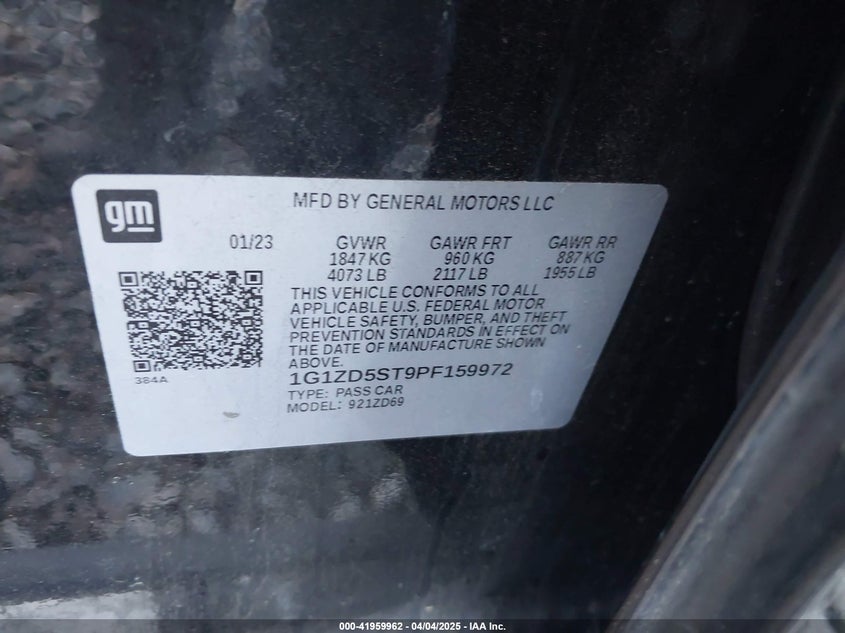 gm
MFD BY GENERAL MOTORS LLC
01/23 GVWR GAWR FRT GAWR RR
1847 KG 960 KG 887 KG
4073 LB 2117 LB 1955 LB
THIS VEHICLE CONFORMS TO ALL
APPLICABLE U.S. FEDERAL MOTOR
VEHICLE SAFETY, BUMPER, AND THEFT
PREVENTION STANDARDS IN EFFECT ON
THE DATE OF MANUFACTURE SHOWN
ABOVE.
384A
1G1ZD5ST9PF159972
TYPE: PASS CAR
MODEL: 921ZD69
000-41959962 - 04/04/2025 - IAA Inc.